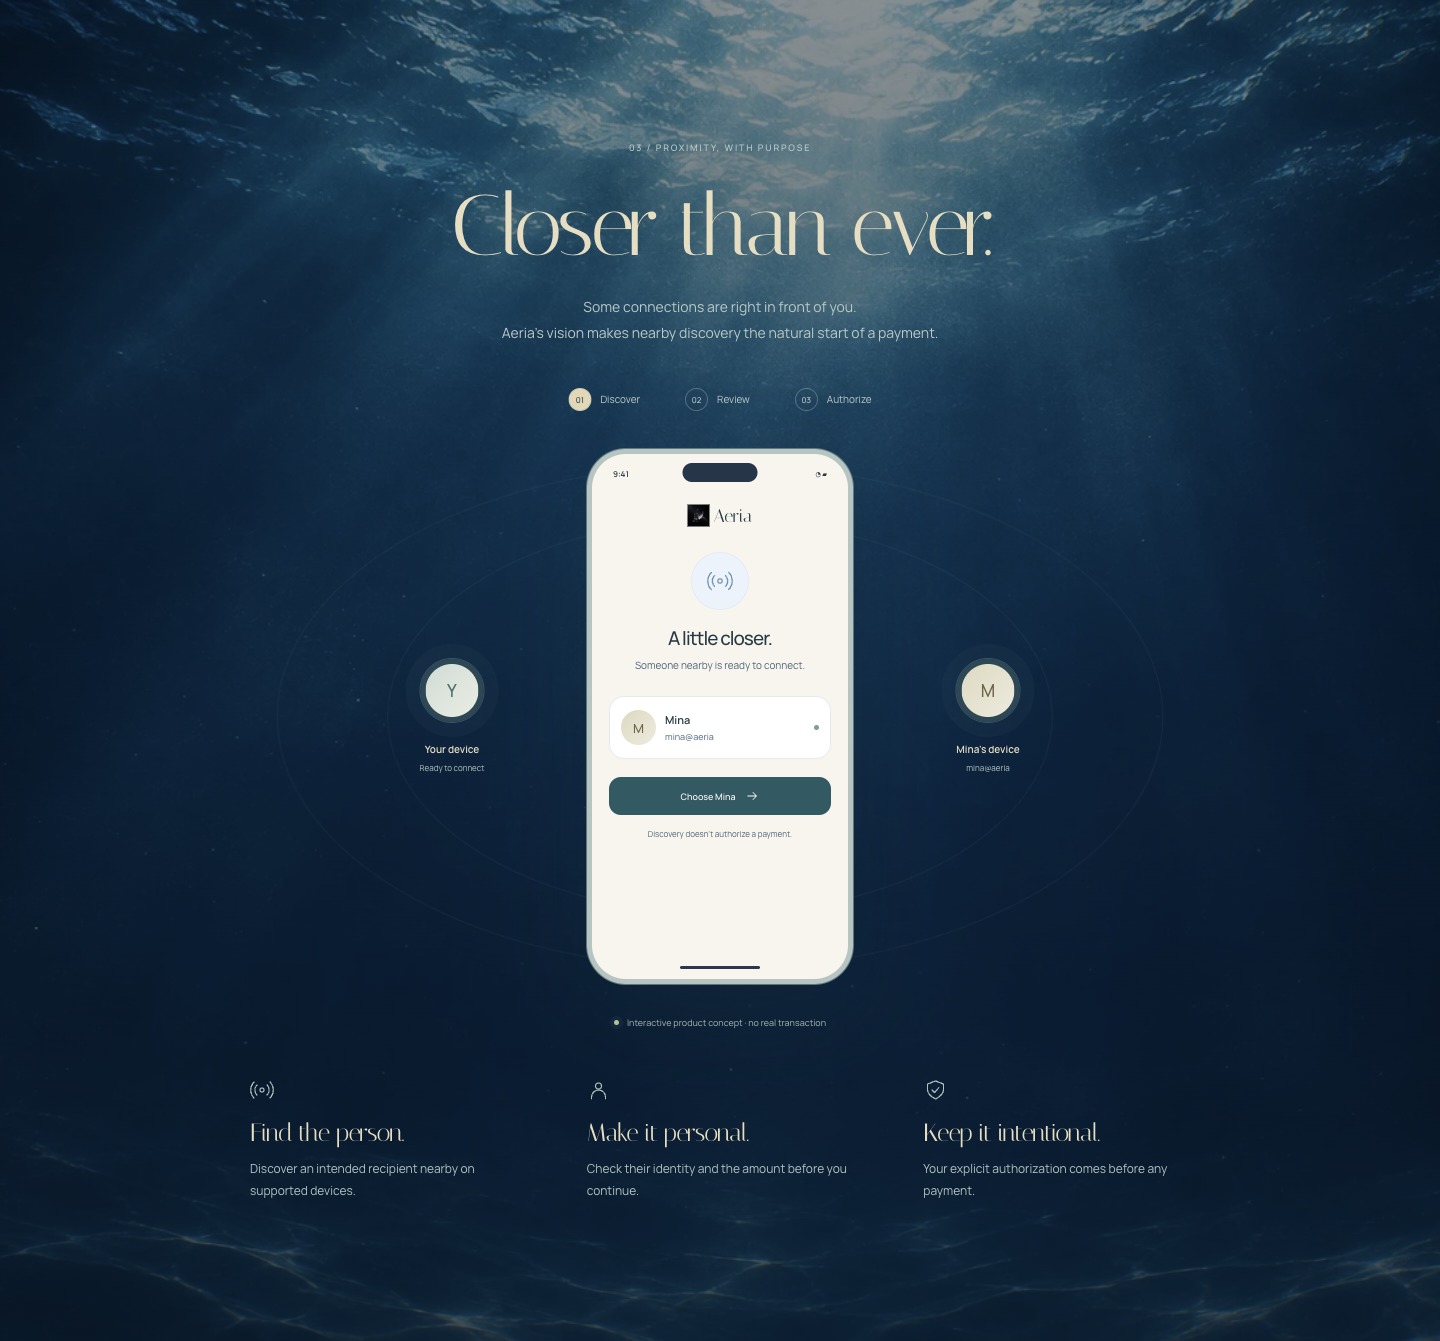 03 / PROXIMITY, WITH PURPOSE
Closer than ever.
Some connections are right in front of you.
Aeria's vision makes nearby discovery the natural start of a payment.
01 Discover
02 Review
03 Authorize
9:41
Aeria
A little closer.
Someone nearby is ready to connect.
M
Mina
mina@aeria
Choose Mina
Discovery doesn't authorize a payment.
Y
Your device
Ready to connect
M
Mina's device
mina@aeria
Interactive product concept · no real transaction
Find the person.
Discover an intended recipient nearby on
supported devices.
Make it personal.
Check their identity and the amount before you
continue.
Keep it intentional.
Your explicit authorization comes before any
payment.